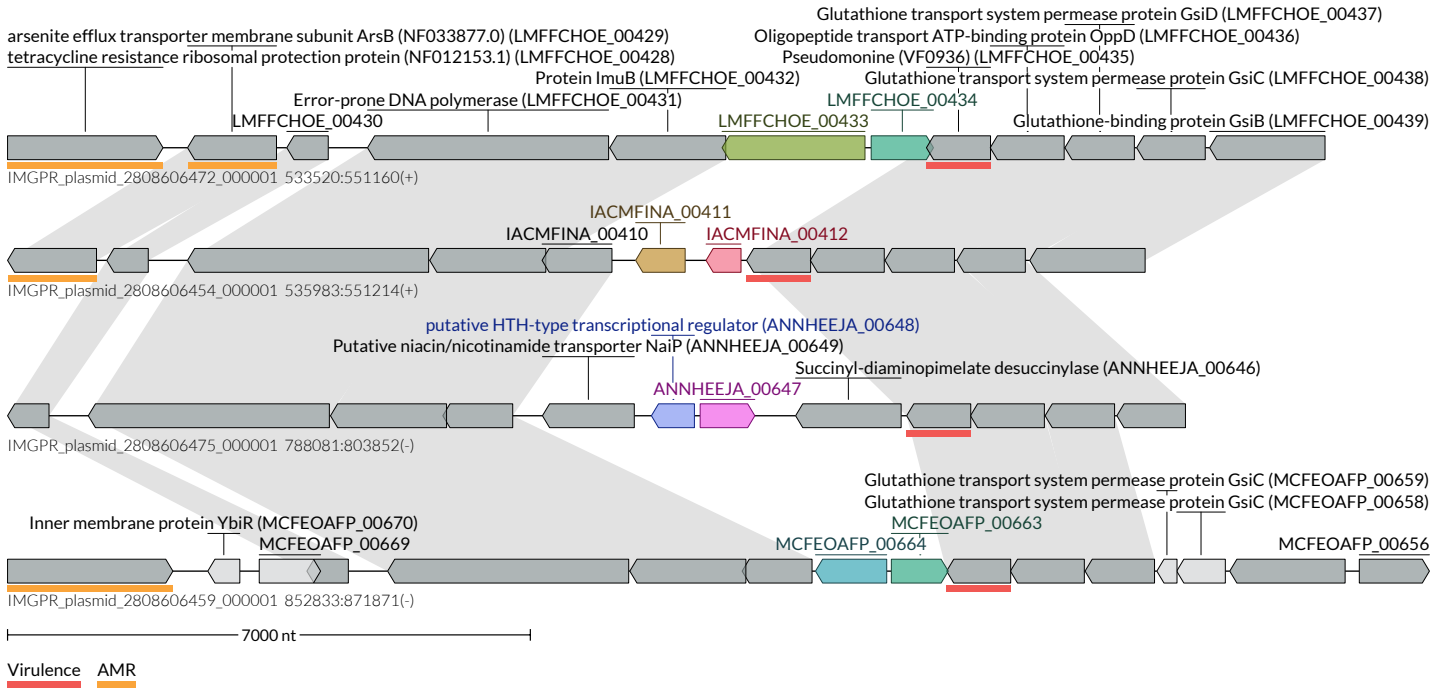 Glutathione transport system permease protein GsiD (LMFFCHOE_00437)
arsenite efflux transporter membrane subunit ArsB (NF033877.0) (LMFFCHOE_00429)
Oligopeptide transport ATP-binding protein OppD (LMFFCHOE_00436)
tetracycline resistance ribosomal protection protein (NF012153.1) (LMFFCHOE_00428)
Pseudomonine (VF0936) (LMFFCHOE_00435)
Protein ImuB (LMFFCHOE_00432)
Glutathione transport system permease protein GsiC (LMFFCHOE_00438)
Error-prone DNA polymerase (LMFFCHOE_00431)
LMFFCHOE_00434
LMFFCHOE_00430
LMFFCHOE_00433
Glutathione-binding protein GsiB (LMFFCHOE_00439)
IMGPR_plasmid_2808606472_000001 533520:551160(+)
IACMFINA_00411
IACMFINA_00410
IACMFINA_00412
IMGPR_plasmid_2808606454_000001 535983:551214(+)
putative HTH-type transcriptional regulator (ANNHEEJA_00648)
Putative niacin/nicotinamide transporter NaiP (ANNHEEJA_00649)
Succinyl-diaminopimelate desuccinylase (ANNHEEJA_00646)
ANNHEEJA_00647
IMGPR_plasmid_2808606475_000001 788081:803852(-)
Glutathione transport system permease protein GsiC (MCFEOAFP_00659)
Glutathione transport system permease protein GsiC (MCFEOAFP_00658)
Inner membrane protein YbiR (MCFEOAFP_00670)
MCFEOAFP_00663
MCFEOAFP_00669
MCFEOAFP_00664
MCFEOAFP_00656
IMGPR_plasmid_2808606459_000001 852833:871871(-)
7000 nt
Virulence AMR